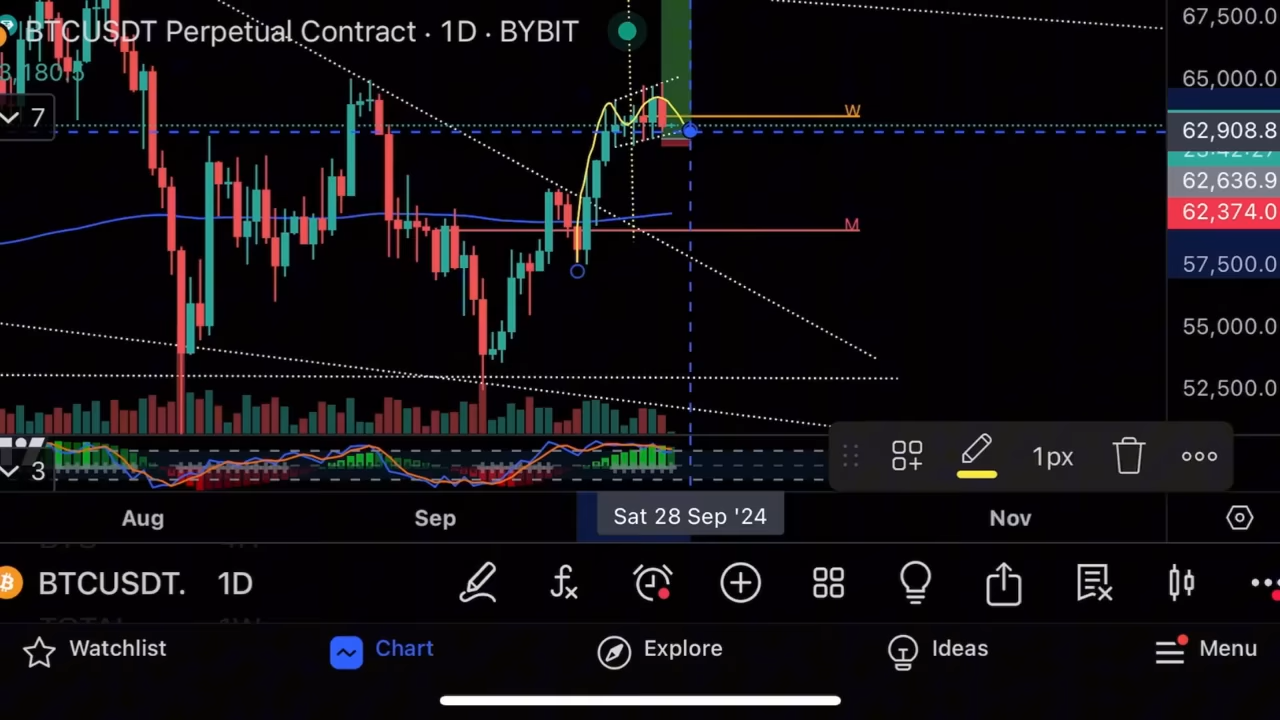 BTCUSDT Perpetual Contract · 1D · BYBIT
67,500.0
65,000.0
7
W
62,908.8
62,636.9
62,374.0
M
57,500.0
55,000.0
52,500.0
3
1px
Aug
Sep
Sat 28 Sep '24
Nov
BTCUSDT.
1D
Watchlist
Chart
Explore
Ideas
Menu